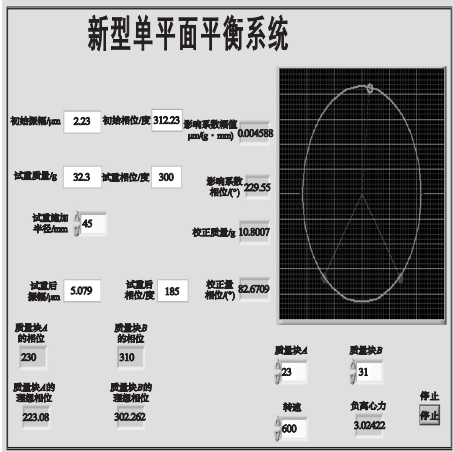 新型单平面平衡系统
初始振幅/μm 2.23 初始相位/度 312.23 影响系数幅值
μm/(g·mm) 0.004588
试重质量/g 32.3 试重相位/度 300 影响系数
相位/(°) 229.55
试重施加
半径/mm 45
校正质量/g 10.8007
试重后
振幅/μm 5.079
试重后
相位/度 185
校正量
相位/(°) 82.6709
质量块A
的相位
230
质量块B
的相位
310
质量块A的
理想相位
223.08
质量块B的
理想相位
302.262
质量块A
23
质量块B
31
转速
600
负离心力
3.02422
停止
停止